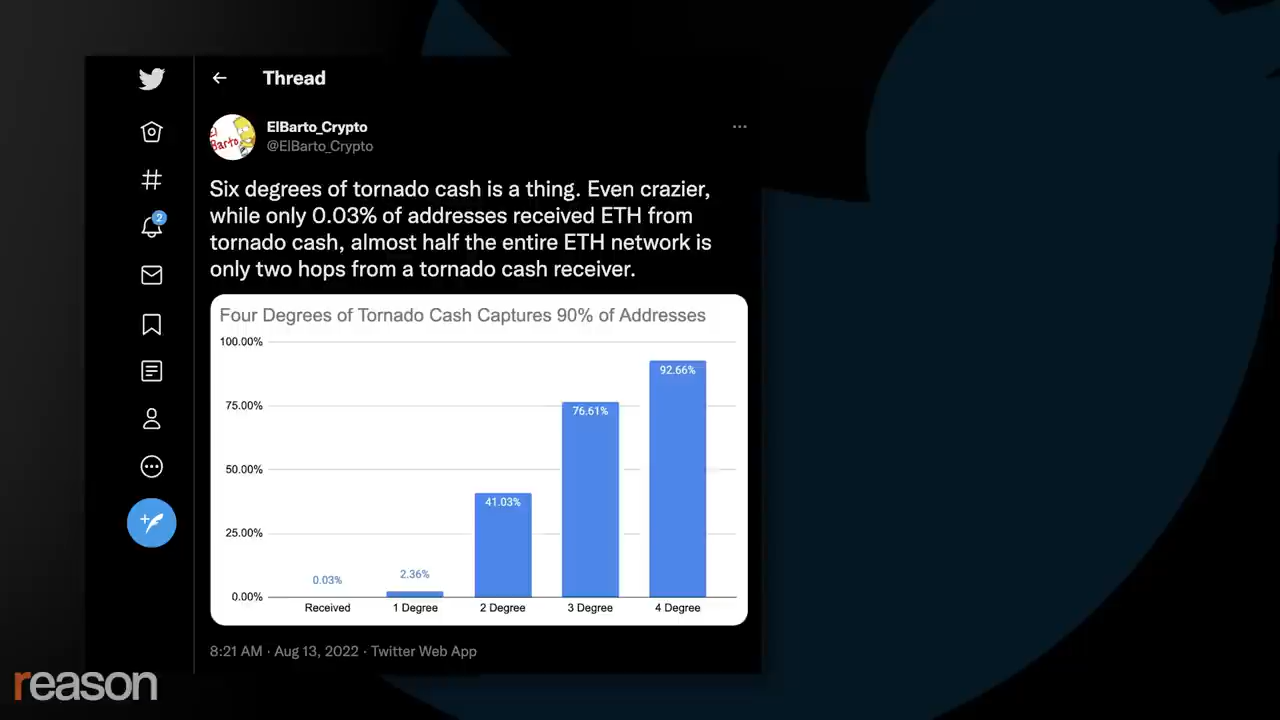 Thread
El
Barto
ElBarto_Crypto
@ElBarto_Crypto
2
Six degrees of tornado cash is a thing. Even crazier,
while only 0.03% of addresses received ETH from
tornado cash, almost half the entire ETH network is
only two hops from a tornado cash receiver.
Four Degrees of Tornado Cash Captures 90% of Addresses
100.00%
75.00%
50.00%
25.00%
0.00%
0.03%
2.36%
41.03%
76.61%
92.66%
Received
1 Degree
2 Degree
3 Degree
4 Degree
8:21 AM · Aug 13, 2022 · Twitter Web App
reason